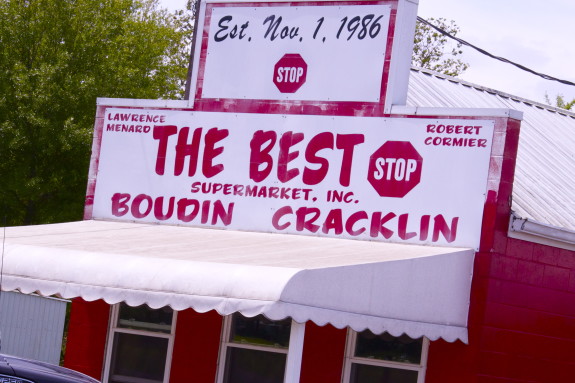 Est. Nov. 1, 1986
STOP
LAWRENCE
MENARD
THE BEST STOP
ROBERT
CORMIER
SUPERMARKET, INC.
BOUDIN CRACKLIN